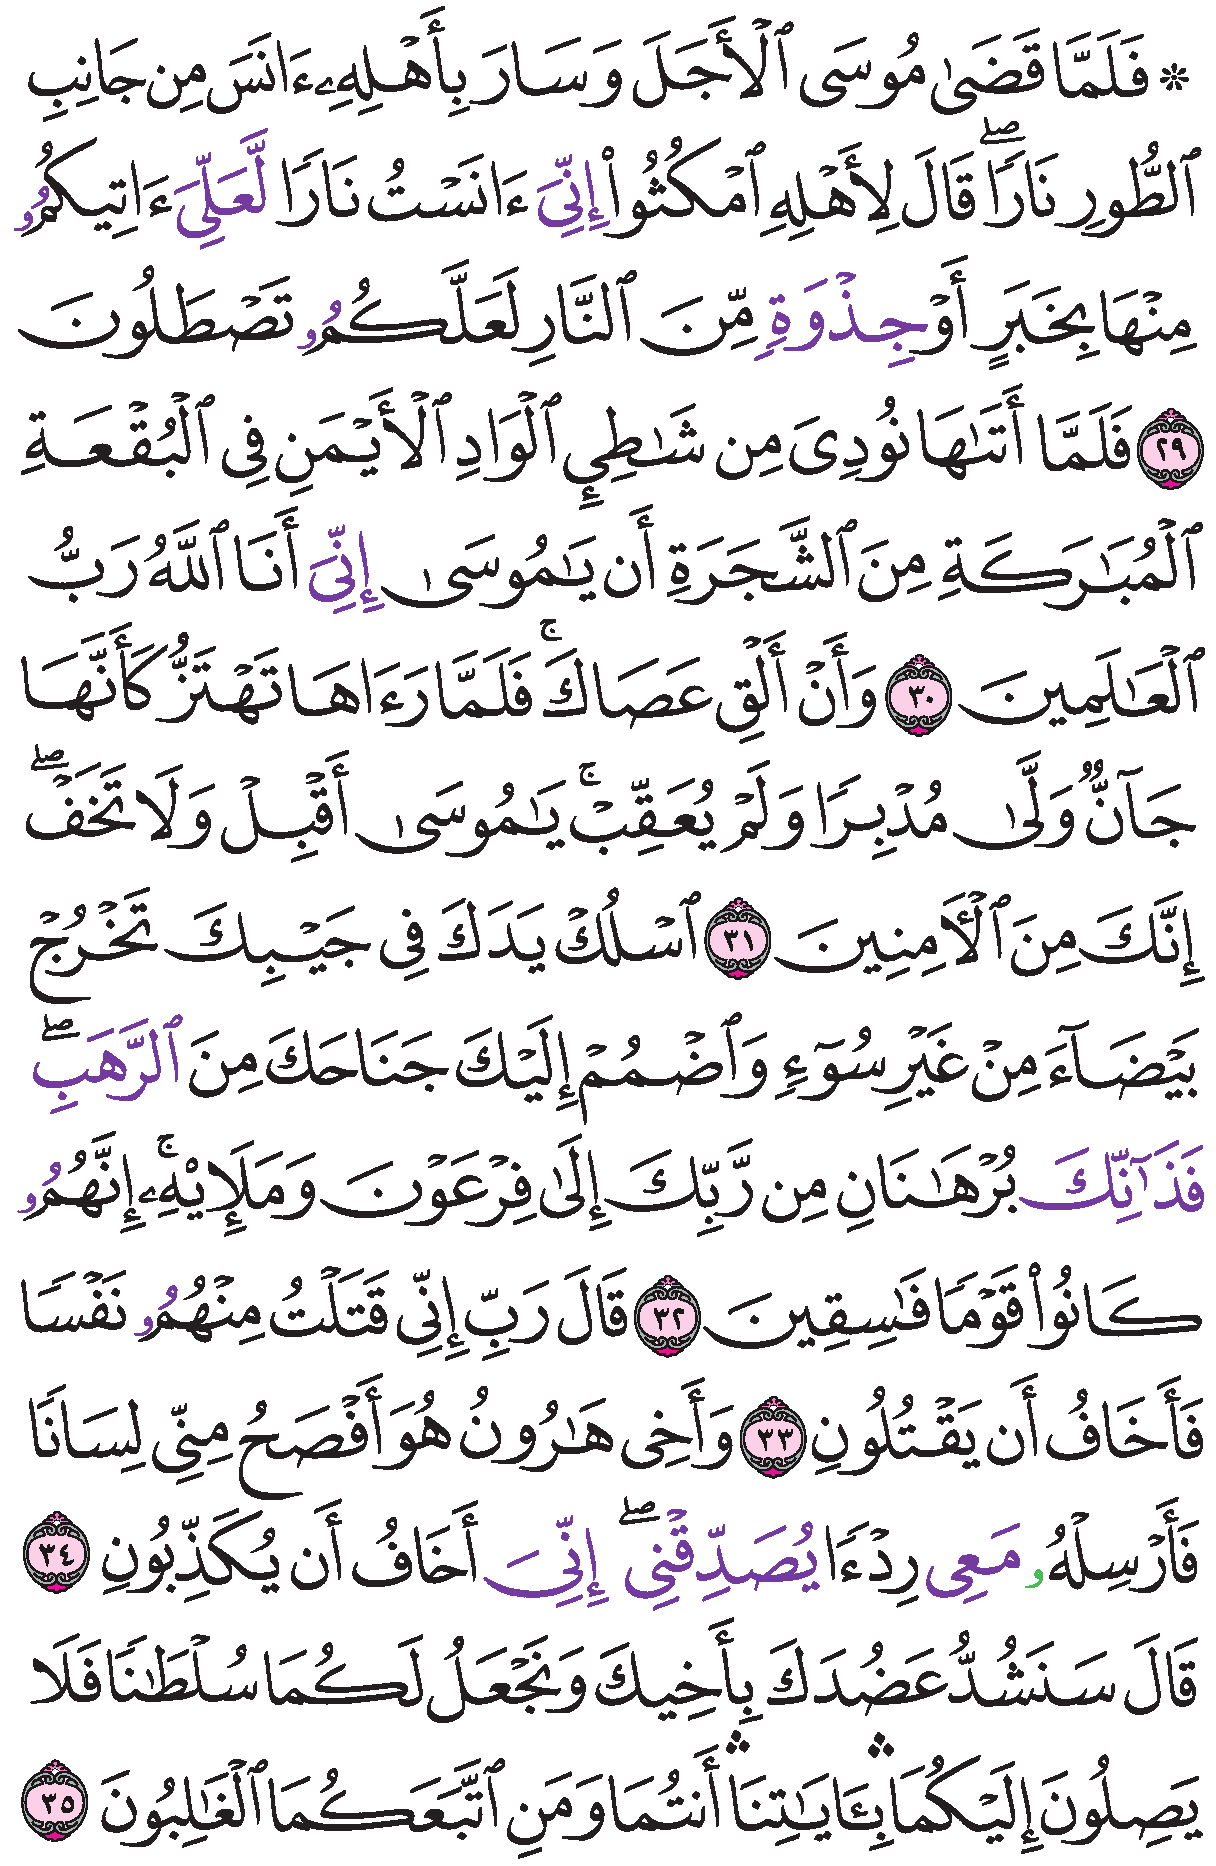 ۞ فَلَمَّا قَضَىٰ مُوسَى ٱلۡأَجَلَ وَسَارَ بِأَهۡلِهِۦٓ ءَانَسَ مِن جَانِبِ
ٱلطُّورِ نَارٗاۖ قَالَ لِأَهۡلِهِ ٱمۡكُثُوٓاْ إِنِّيَ ءَانَسۡتُ نَارٗا لَّعَلِّيَ ءَاتِيكُمُو
مِنۡهَا بِخَبَرٍ أَوۡ جِذۡوَةٖ مِّنَ ٱلنَّارِ لَعَلَّكُمُو تَصۡطَلُونَ
٢٩ فَلَمَّا أَتَىٰهَا نُودِيَ مِن شَٰطِيِٕ ٱلۡوَادِ ٱلۡأَيۡمَنِ فِي ٱلۡبُقۡعَةِ
ٱلۡمُبَٰرَكَةِ مِنَ ٱلشَّجَرَةِ أَن يَٰمُوسَىٰ إِنِّيَ أَنَا ٱللَّهُ رَبُّ
ٱلۡعَٰلَمِينَ ٣٠ وَأَنۡ أَلۡقِ عَصَاكَۚ فَلَمَّا رَءَاهَا تَهۡتَزُّ كَأَنَّهَا
جَآنّٞ وَلَّىٰ مُدۡبِرٗا وَلَمۡ يُعَقِّبۡۚ يَٰمُوسَىٰ أَقۡبِلۡ وَلَا تَخَفۡۖ
إِنَّكَ مِنَ ٱلۡأٓمِنِينَ ٣١ ٱسۡلُكۡ يَدَكَ فِي جَيۡبِكَ تَخۡرُجۡ
بَيۡضَآءَ مِنۡ غَيۡرِ سُوٓءٖ وَٱضۡمُمۡ إِلَيۡكَ جَنَاحَكَ مِنَ ٱلرَّهَبِۖ
فَذَآنِّكَ بُرۡهَٰنَانِ مِن رَّبِّكَ إِلَىٰ فِرۡعَوۡنَ وَمَلَإِيْهِۦۚ إِنَّهُمُو
كَانُواْ قَوۡمٗا فَٰسِقِينَ ٣٢ قَالَ رَبِّ إِنِّي قَتَلۡتُ مِنۡهُمُو نَفۡسٗا
فَأَخَافُ أَن يَقۡتُلُونِ ٣٣ وَأَخِي هَٰرُونُ هُوَ أَفۡصَحُ مِنِّي لِسَانٗا
فَأَرۡسِلۡهُو مَعِي رِدۡءٗا يُصَدِّقۡنِيۖ إِنِّيَ أَخَافُ أَن يُكَذِّبُونِ ٣٤
قَالَ سَنَشُدُّ عَضُدَكَ بِأَخِيكَ وَنَجۡعَلُ لَكُمَا سُلۡطَٰنٗا فَلَا
يَصِلُونَ إِلَيۡكُمَاۛ بِـَٔايَٰتِنَاۛ أَنتُمَا وَمَنِ ٱتَّبَعَكُمَا ٱلۡغَٰلِبُونَ ٣٥